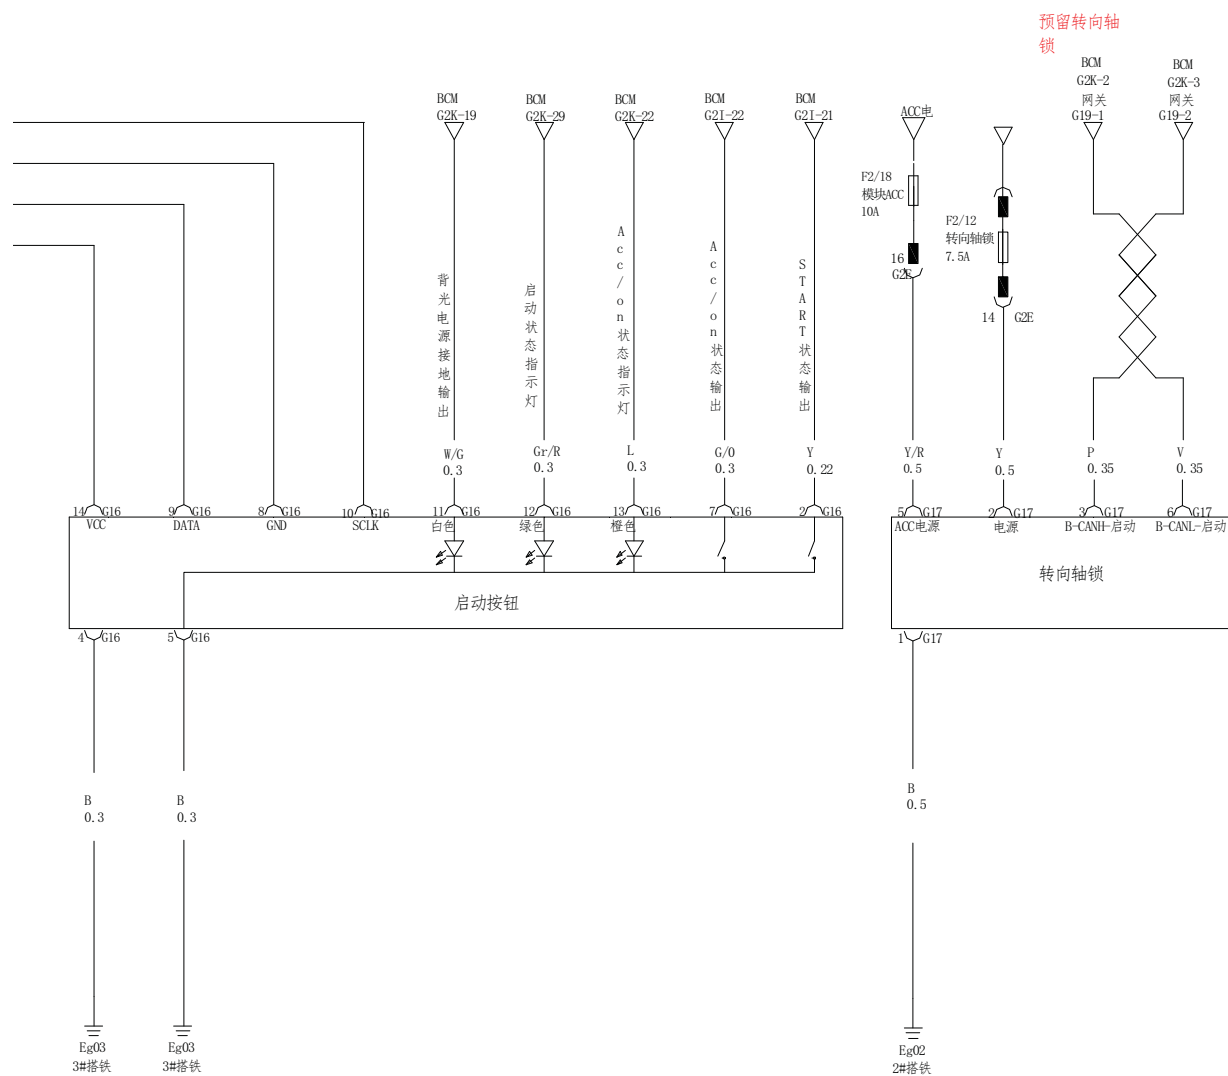 预留转向轴
锁
BCM
G2K-19
BCM
G2K-29
BCM
G2K-22
BCM
G2I-22
BCM
G2I-21
ACC电
BCM
G2K-2
网关
G19-1
BCM
G2K-3
网关
G19-2
F2/18
模块ACC
10A
F2/12
转向轴锁
7.5A
16
G2E
14 G2E
背光电源接地输出
启动状态指示灯
Acc/on状态指示灯
Acc/on状态输出
START状态输出
W/G
0.3
Gr/R
0.3
L
0.3
G/O
0.3
Y
0.22
Y/R
0.5
Y
0.5
P
0.35
V
0.35
14 G16
VCC
9 G16
DATA
8 G16
GND
10 G16
SCLK
11 G16
白色
12 G16
绿色
13 G16
橙色
7 G16
2 G16
5 G17
ACC电源
2 G17
电源
3 G17
B-CANH-启动
6 G17
B-CANL-启动
启动按钮
转向轴锁
4 G16
5 G16
1 G17
B
0.3
B
0.3
B
0.5
Eg03
3#搭铁
Eg03
3#搭铁
Eg02
2#搭铁